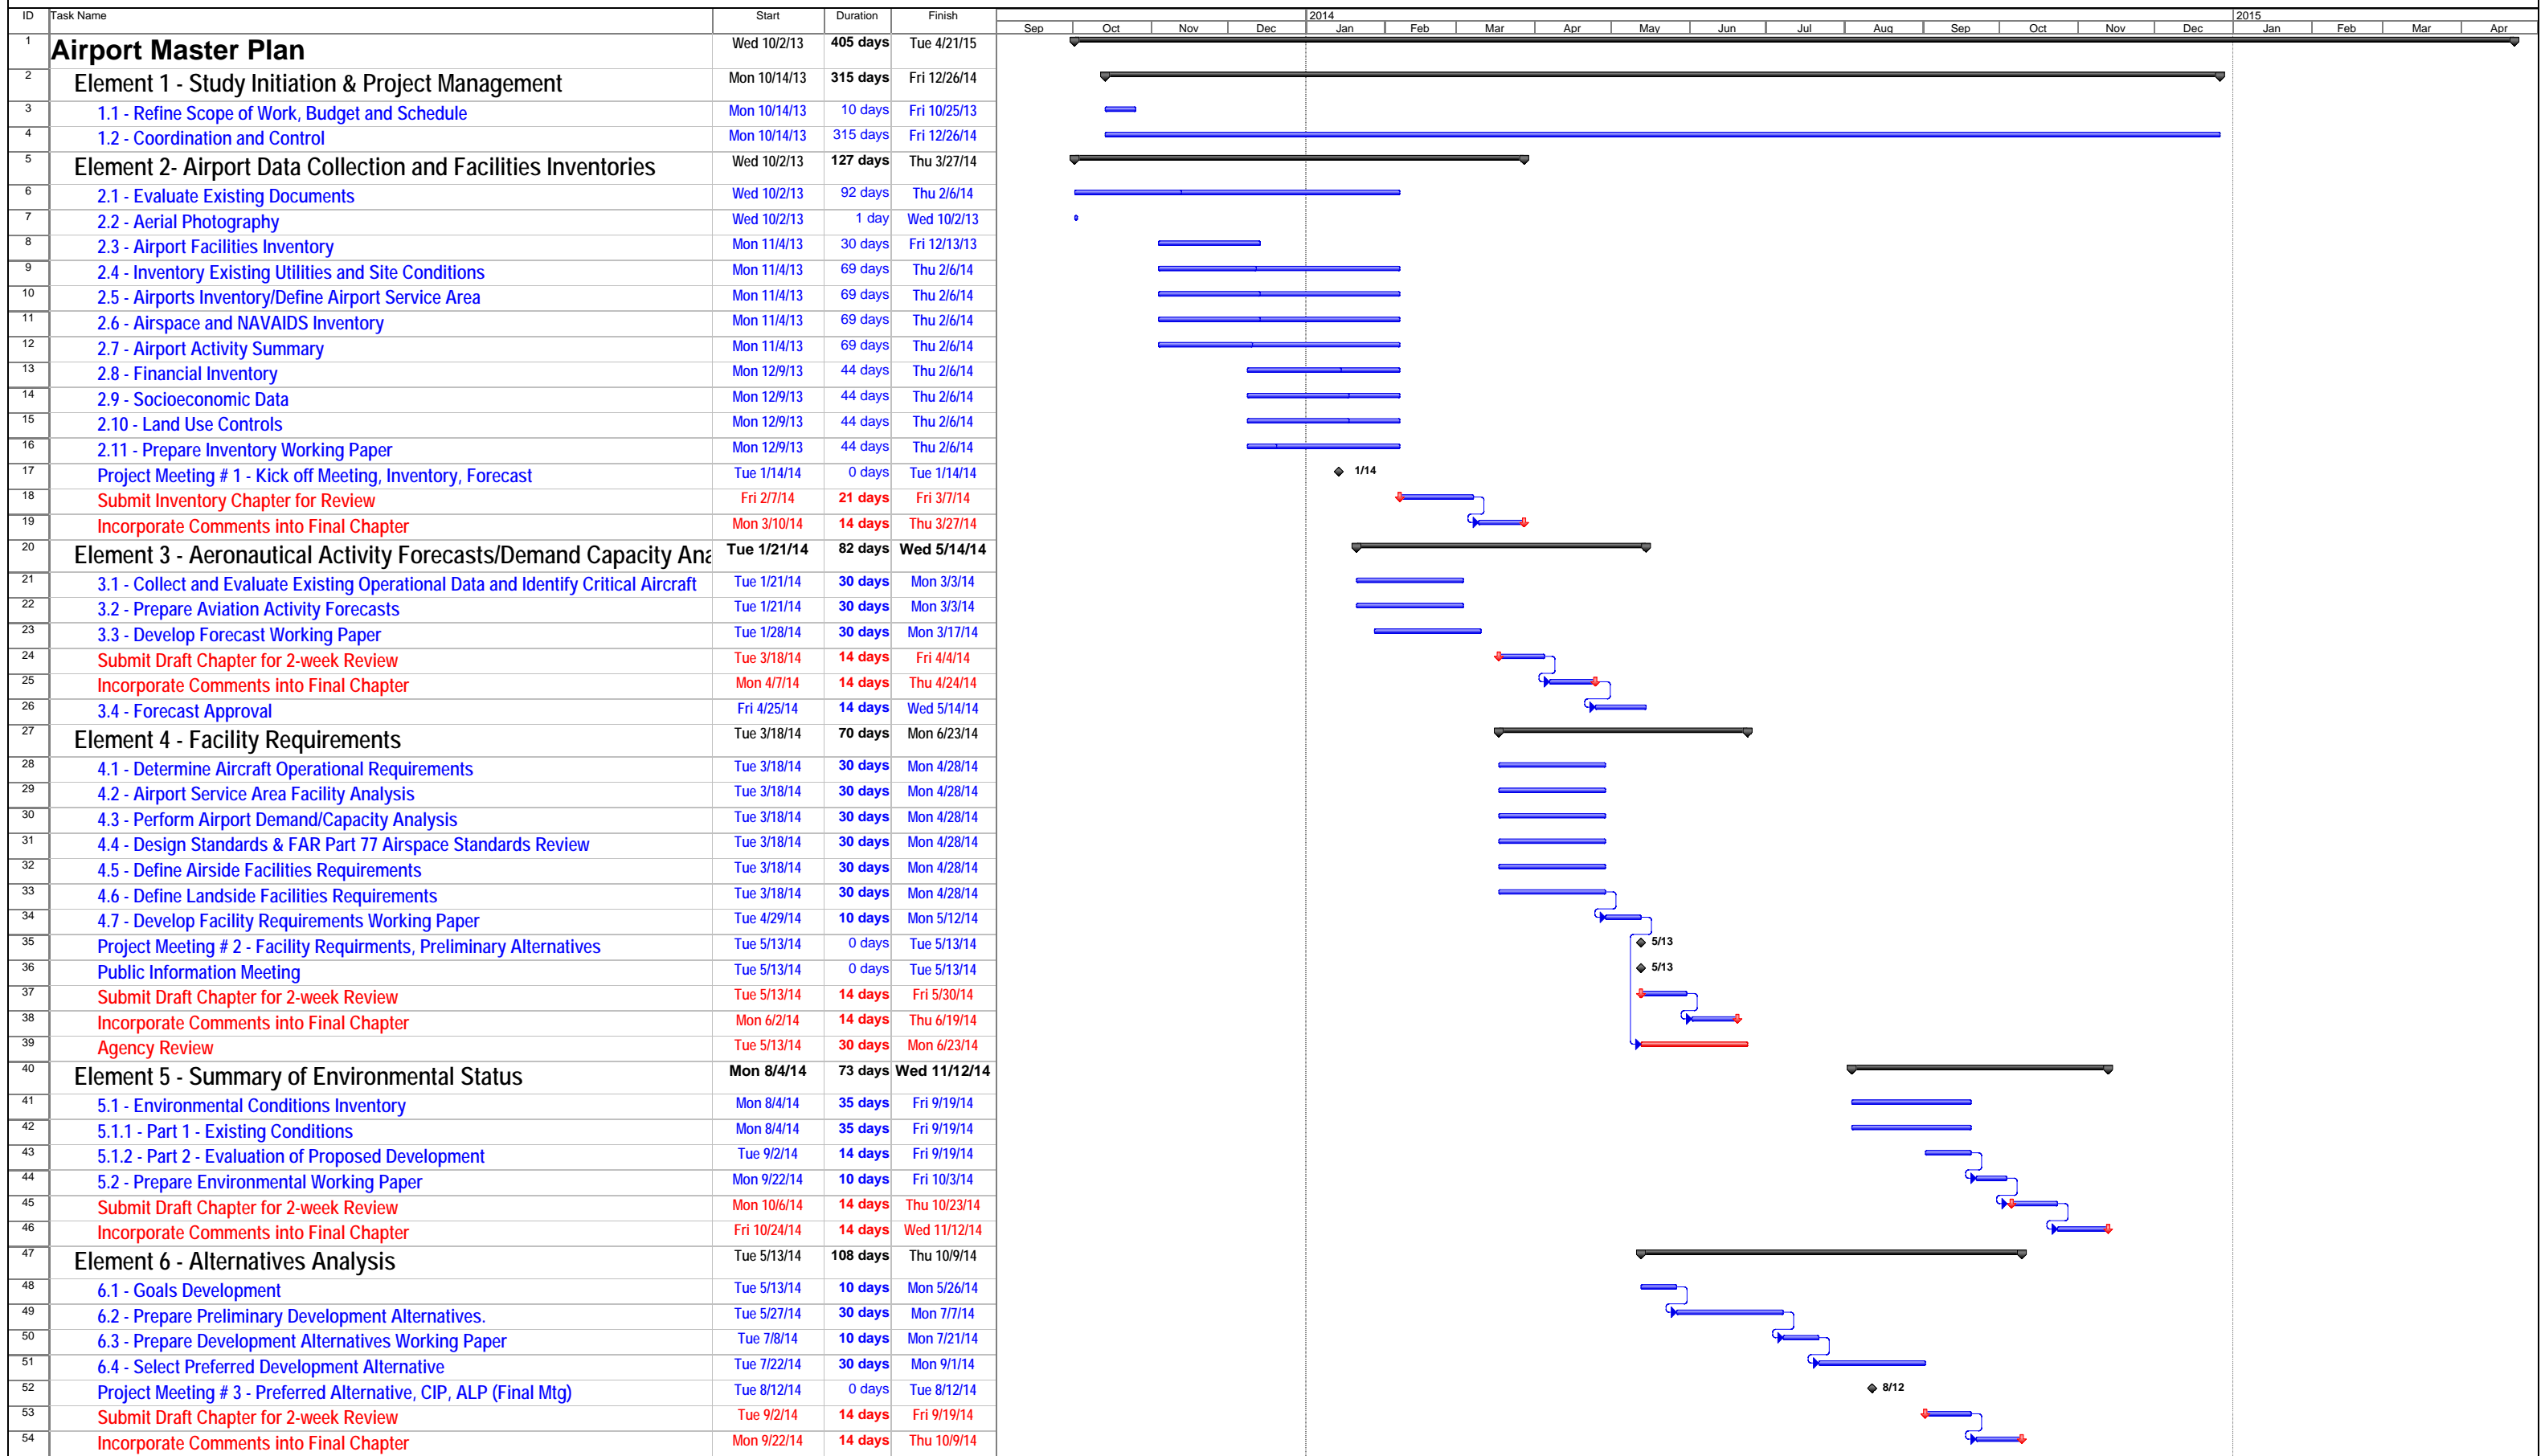 ID Task Name Start Duration Finish 2014 2015
Sep Oct Nov Dec Jan Feb Mar Apr May Jun Jul Aug Sep Oct Nov Dec Jan Feb Mar Apr
1 Airport Master Plan Wed 10/2/13 405 days Tue 4/21/15
2 Element 1 - Study Initiation & Project Management Mon 10/14/13 315 days Fri 12/26/14
3 1.1 - Refine Scope of Work, Budget and Schedule Mon 10/14/13 10 days Fri 10/25/13
4 1.2 - Coordination and Control Mon 10/14/13 315 days Fri 12/26/14
5 Element 2- Airport Data Collection and Facilities Inventories Wed 10/2/13 127 days Thu 3/27/14
6 2.1 - Evaluate Existing Documents Wed 10/2/13 92 days Thu 2/6/14
7 2.2 - Aerial Photography Wed 10/2/13 1 day Wed 10/2/13
8 2.3 - Airport Facilities Inventory Mon 11/4/13 30 days Fri 12/13/13
9 2.4 - Inventory Existing Utilities and Site Conditions Mon 11/4/13 69 days Thu 2/6/14
10 2.5 - Airports Inventory/Define Airport Service Area Mon 11/4/13 69 days Thu 2/6/14
11 2.6 - Airspace and NAVAIDS Inventory Mon 11/4/13 69 days Thu 2/6/14
12 2.7 - Airport Activity Summary Mon 11/4/13 69 days Thu 2/6/14
13 2.8 - Financial Inventory Mon 12/9/13 44 days Thu 2/6/14
14 2.9 - Socioeconomic Data Mon 12/9/13 44 days Thu 2/6/14
15 2.10 - Land Use Controls Mon 12/9/13 44 days Thu 2/6/14
16 2.11 - Prepare Inventory Working Paper Mon 12/9/13 44 days Thu 2/6/14
17 Project Meeting # 1 - Kick off Meeting, Inventory, Forecast Tue 1/14/14 0 days Tue 1/14/14 1/14
18 Submit Inventory Chapter for Review Fri 2/7/14 21 days Fri 3/7/14
19 Incorporate Comments into Final Chapter Mon 3/10/14 14 days Thu 3/27/14
20 Element 3 - Aeronautical Activity Forecasts/Demand Capacity Ana Tue 1/21/14 82 days Wed 5/14/14
21 3.1 - Collect and Evaluate Existing Operational Data and Identify Critical Aircraft Tue 1/21/14 30 days Mon 3/3/14
22 3.2 - Prepare Aviation Activity Forecasts Tue 1/21/14 30 days Mon 3/3/14
23 3.3 - Develop Forecast Working Paper Tue 1/28/14 30 days Mon 3/17/14
24 Submit Draft Chapter for 2-week Review Tue 3/18/14 14 days Fri 4/4/14
25 Incorporate Comments into Final Chapter Mon 4/7/14 14 days Thu 4/24/14
26 3.4 - Forecast Approval Fri 4/25/14 14 days Wed 5/14/14
27 Element 4 - Facility Requirements Tue 3/18/14 70 days Mon 6/23/14
28 4.1 - Determine Aircraft Operational Requirements Tue 3/18/14 30 days Mon 4/28/14
29 4.2 - Airport Service Area Facility Analysis Tue 3/18/14 30 days Mon 4/28/14
30 4.3 - Perform Airport Demand/Capacity Analysis Tue 3/18/14 30 days Mon 4/28/14
31 4.4 - Design Standards & FAR Part 77 Airspace Standards Review Tue 3/18/14 30 days Mon 4/28/14
32 4.5 - Define Airside Facilities Requirements Tue 3/18/14 30 days Mon 4/28/14
33 4.6 - Define Landside Facilities Requirements Tue 3/18/14 30 days Mon 4/28/14
34 4.7 - Develop Facility Requirements Working Paper Tue 4/29/14 10 days Mon 5/12/14
35 Project Meeting # 2 - Facility Requirments, Preliminary Alternatives Tue 5/13/14 0 days Tue 5/13/14 5/13
36 Public Information Meeting Tue 5/13/14 0 days Tue 5/13/14 5/13
37 Submit Draft Chapter for 2-week Review Tue 5/13/14 14 days Fri 5/30/14
38 Incorporate Comments into Final Chapter Mon 6/2/14 14 days Thu 6/19/14
39 Agency Review Tue 5/13/14 30 days Mon 6/23/14
40 Element 5 - Summary of Environmental Status Mon 8/4/14 73 days Wed 11/12/14
41 5.1 - Environmental Conditions Inventory Mon 8/4/14 35 days Fri 9/19/14
42 5.1.1 - Part 1 - Existing Conditions Mon 8/4/14 35 days Fri 9/19/14
43 5.1.2 - Part 2 - Evaluation of Proposed Development Tue 9/2/14 14 days Fri 9/19/14
44 5.2 - Prepare Environmental Working Paper Mon 9/22/14 10 days Fri 10/3/14
45 Submit Draft Chapter for 2-week Review Mon 10/6/14 14 days Thu 10/23/14
46 Incorporate Comments into Final Chapter Fri 10/24/14 14 days Wed 11/12/14
47 Element 6 - Alternatives Analysis Tue 5/13/14 108 days Thu 10/9/14
48 6.1 - Goals Development Tue 5/13/14 10 days Mon 5/26/14
49 6.2 - Prepare Preliminary Development Alternatives. Tue 5/27/14 30 days Mon 7/7/14
50 6.3 - Prepare Development Alternatives Working Paper Tue 7/8/14 10 days Mon 7/21/14
51 6.4 - Select Preferred Development Alternative Tue 7/22/14 30 days Mon 9/1/14
52 Project Meeting # 3 - Preferred Alternative, CIP, ALP (Final Mtg) Tue 8/12/14 0 days Tue 8/12/14 8/12
53 Submit Draft Chapter for 2-week Review Tue 9/2/14 14 days Fri 9/19/14
54 Incorporate Comments into Final Chapter Mon 9/22/14 14 days Thu 10/9/14